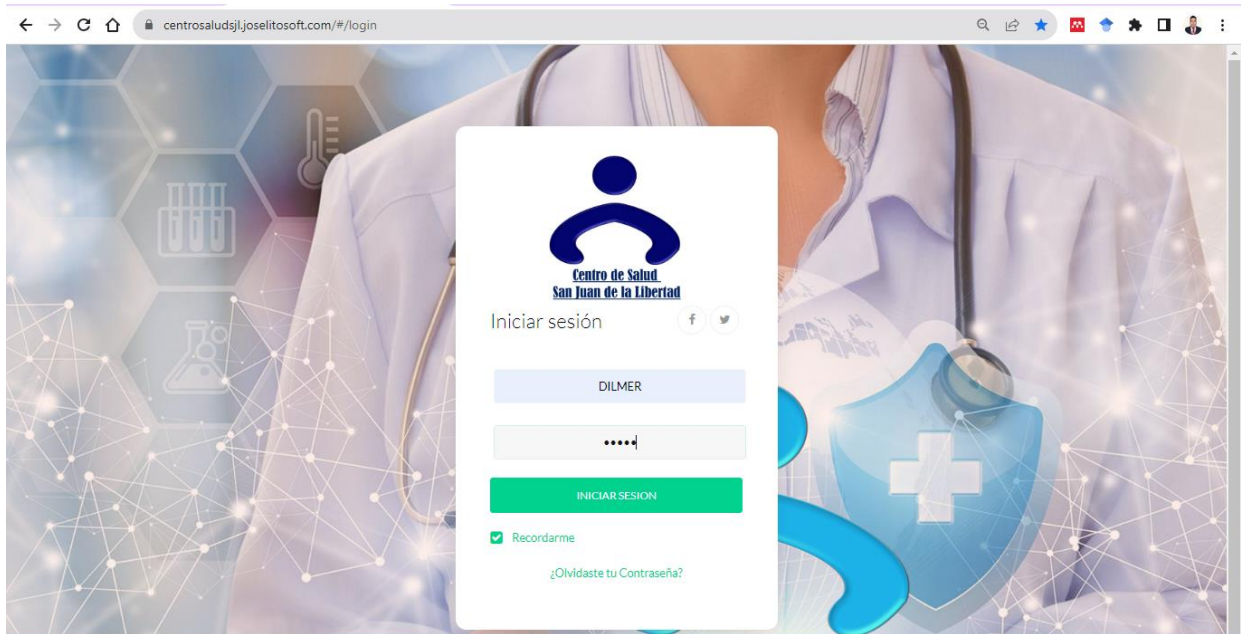 centrosaludsjl.joselitosoft.com/#/login
Centro de Salud
San Juan de la Libertad
Iniciar sesión
DILMER
•••••
INICIAR SESION
Recordarme
¿Olvidaste tu Contraseña?